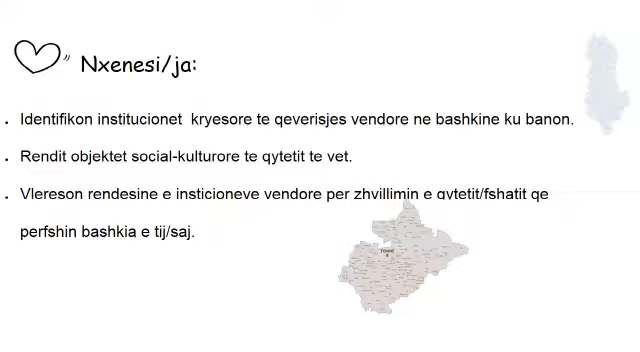 Nxenesi/ja:
Identifikon institucionet kryesore te qeverisjes vendore ne bashkine ku banon.
Rendit objektet social-kulturore te qytetit te vet.
Vlereson rendesine e insticioneve vendore per zhvillimin e qytetit/fshatit qe
perfshin bashkia e tij/saj.